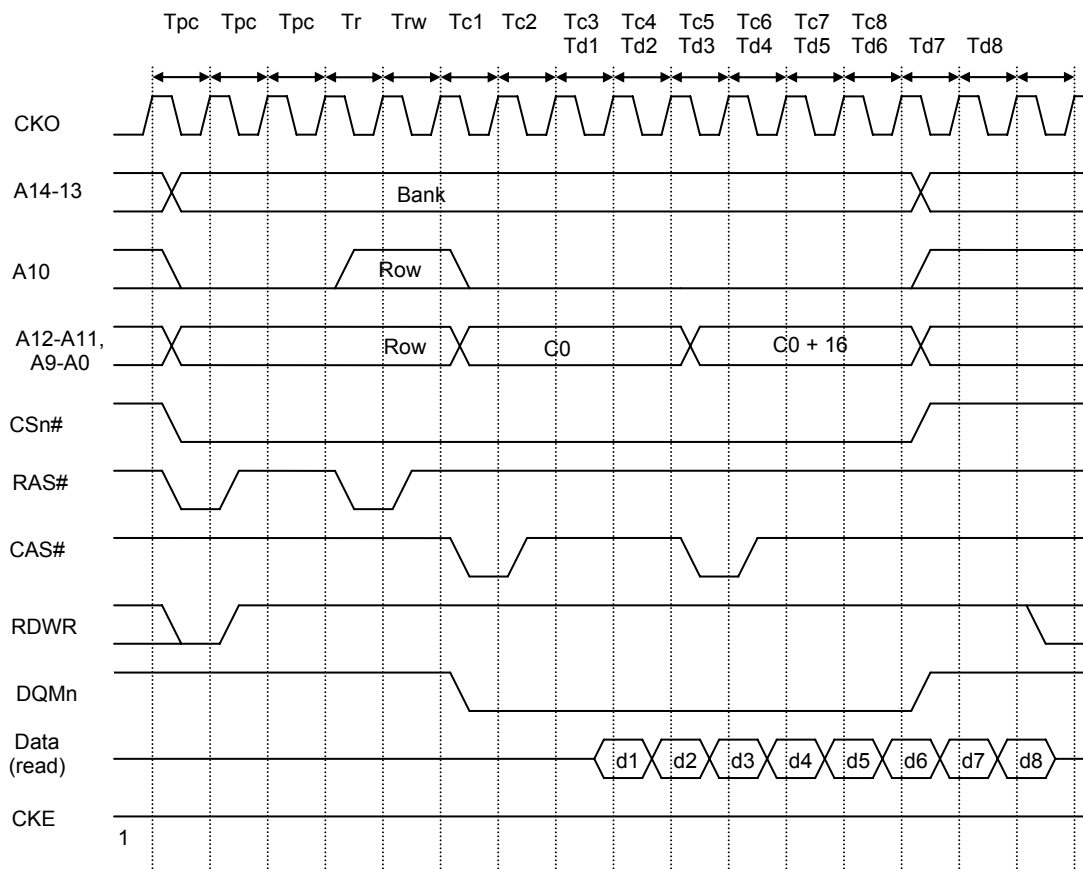 Tpc Tpc Tpc Tr Trw Tc1 Tc2 Tc3 Tc4 Tc5 Tc6 Tc7 Tc8
Td1 Td2 Td3 Td4 Td5 Td6 Td7 Td8
CKO
A14-13
Bank
A10
Row
A12-A11,
A9-A0
Row C0 C0 + 16
CSn#
RAS#
CAS#
RDWR
DQMn
Data
(read)
d1 d2 d3 d4 d5 d6 d7 d8
CKE
1